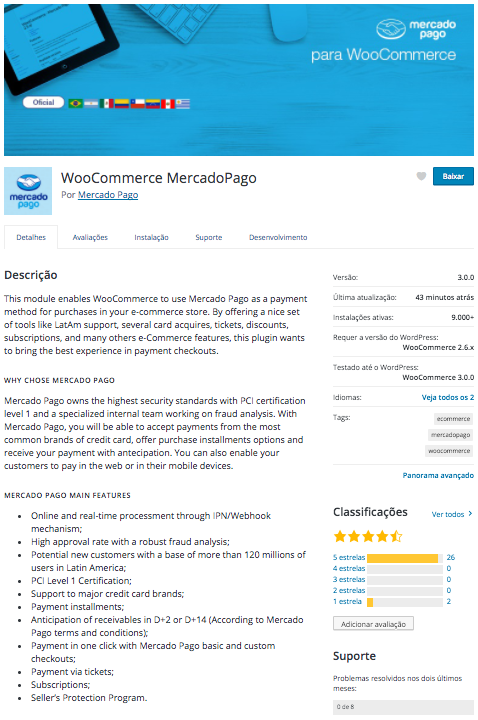 mercado
pago
para WooCommerce
Oficial
mercado
pago
WooCommerce MercadoPago
Por Mercado Pago
Baixar
Detalhes
Avaliações
Instalação
Suporte
Desenvolvimento
Descrição
This module enables WooCommerce to use Mercado Pago as a payment
method for purchases in your e-commerce store. By offering a nice set
of tools like LatAm support, several card acquires, tickets, discounts,
subscriptions, and many others e-Commerce features, this plugin wants
to bring the best experience in payment checkouts.
WHY CHOSE MERCADO PAGO
Mercado Pago owns the highest security standards with PCI certification
level 1 and a specialized internal team working on fraud analysis. With
Mercado Pago, you will be able to accept payments from the most
common brands of credit card, offer purchase installments options and
receive your payment with antecipation. You can also enable your
customers to pay in the web or in their mobile devices.
MERCADO PAGO MAIN FEATURES
• Online and real-time processment through IPN/Webhook
mechanism;
• High approval rate with a robust fraud analysis;
• Potential new customers with a base of more than 120 millions of
users in Latin America;
• PCI Level 1 Certification;
• Support to major credit card brands;
• Payment installments;
• Anticipation of receivables in D+2 or D+14 (According to Mercado
Pago terms and conditions);
• Payment in one click with Mercado Pago basic and custom
checkouts;
• Payment via tickets;
• Subscriptions;
• Seller's Protection Program.
Versão: 3.0.0
Última atualização: 43 minutos atrás
Instalações ativas: 9.000+
Requer a versão do WordPress:
WooCommerce 2.6.x
Testado até o WordPress:
WooCommerce 3.0.0
Idiomas: Veja todos os 2
Tags: ecommerce
mercadopago
woocommerce
Panorama avançado
Classificações
Ver todos >
5 estrelas 26
4 estrelas 0
3 estrelas 0
2 estrelas 0
1 estrela 2
Adicionar avaliação
Suporte
Problemas resolvidos nos dois últimos
meses:
0 de 8